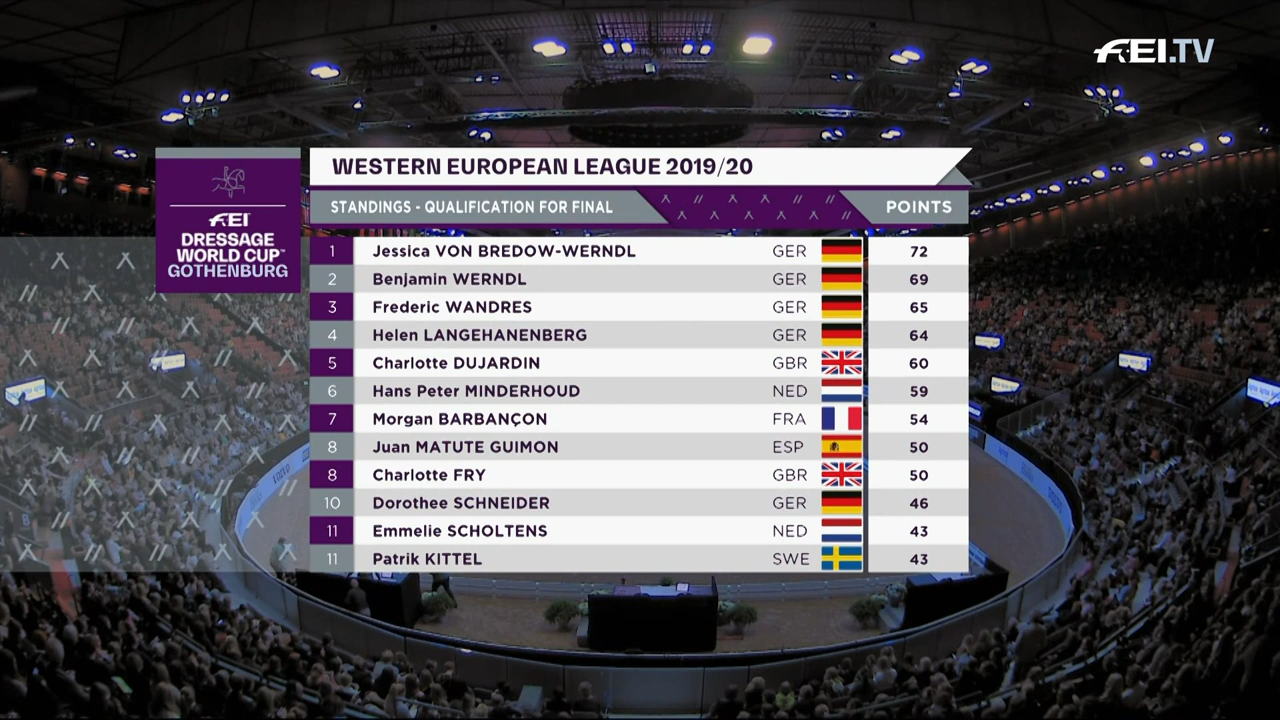 FEI.TV
WESTERN EUROPEAN LEAGUE 2019/20
STANDINGS - QUALIFICATION FOR FINAL POINTS
FEI
DRESSAGE
WORLD CUP™
GOTHENBURG
1 Jessica VON BREDOW-WERNDL GER 72
2 Benjamin WERNDL GER 69
3 Frederic WANDRES GER 65
4 Helen LANGEHANENBERG GER 64
5 Charlotte DUJARDIN GBR 60
6 Hans Peter MINDERHOUD NED 59
7 Morgan BARBANÇON FRA 54
8 Juan MATUTE GUIMON ESP 50
8 Charlotte FRY GBR 50
10 Dorothee SCHNEIDER GER 46
11 Emmelie SCHOLTENS NED 43
11 Patrik KITTEL SWE 43